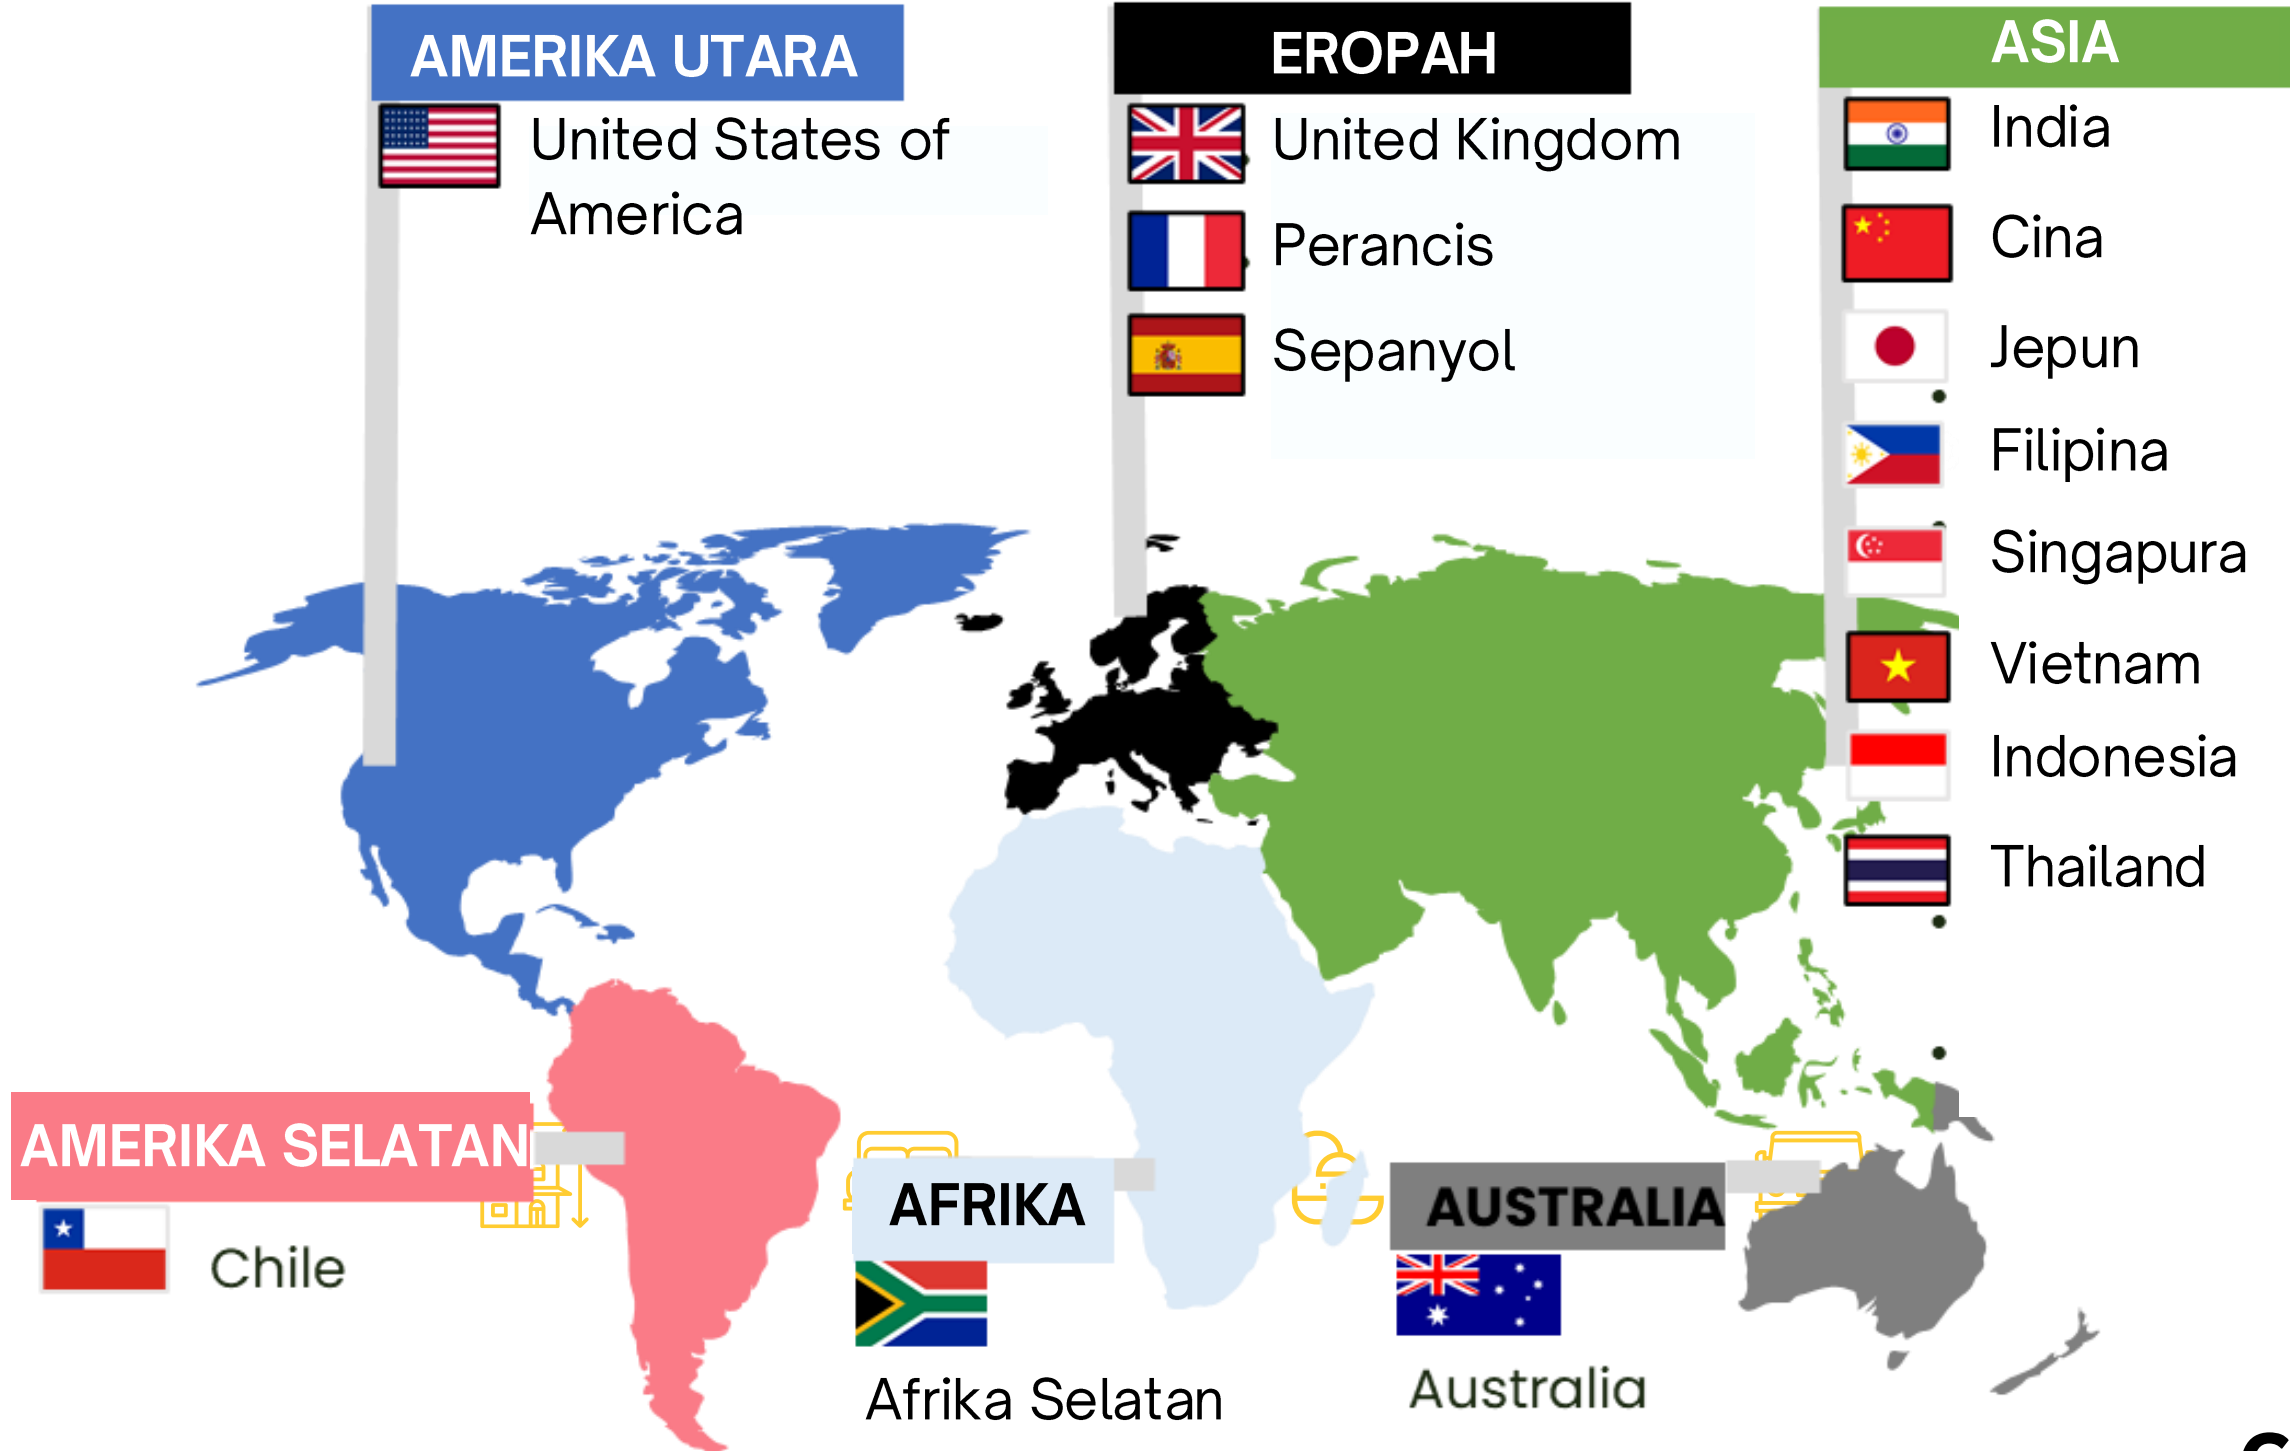 AMERIKA UTARA
United States of
America
EROPAH
United Kingdom
Perancis
Sepanyol
ASIA
India
Cina
Jepun
Filipina
Singapura
Vietnam
Indonesia
Thailand
AMERIKA SELATAN
Chile
AFRIKA
Afrika Selatan
AUSTRALIA
Australia